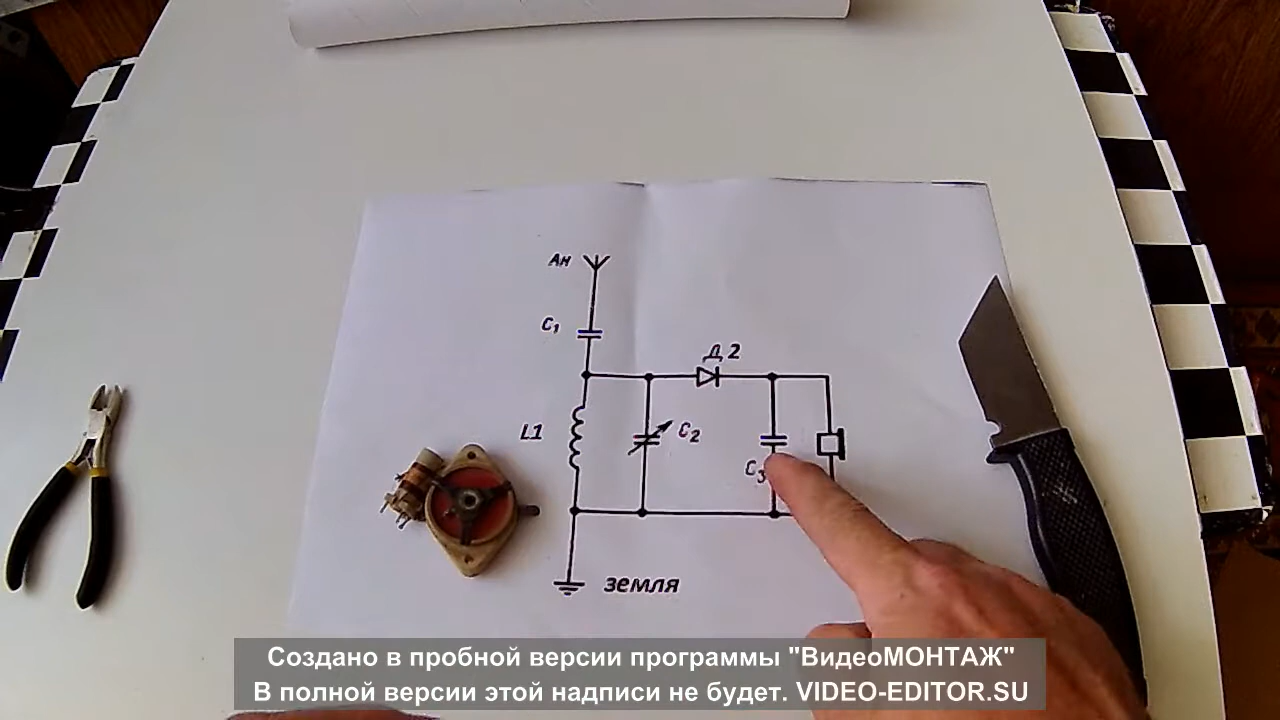 Ан
C₁
Д 2
L1
C₂
C₃
земля
Создано в пробной версии программы "ВидеоМОНТАЖ"
В полной версии этой надписи не будет. VIDEO-EDITOR.SU